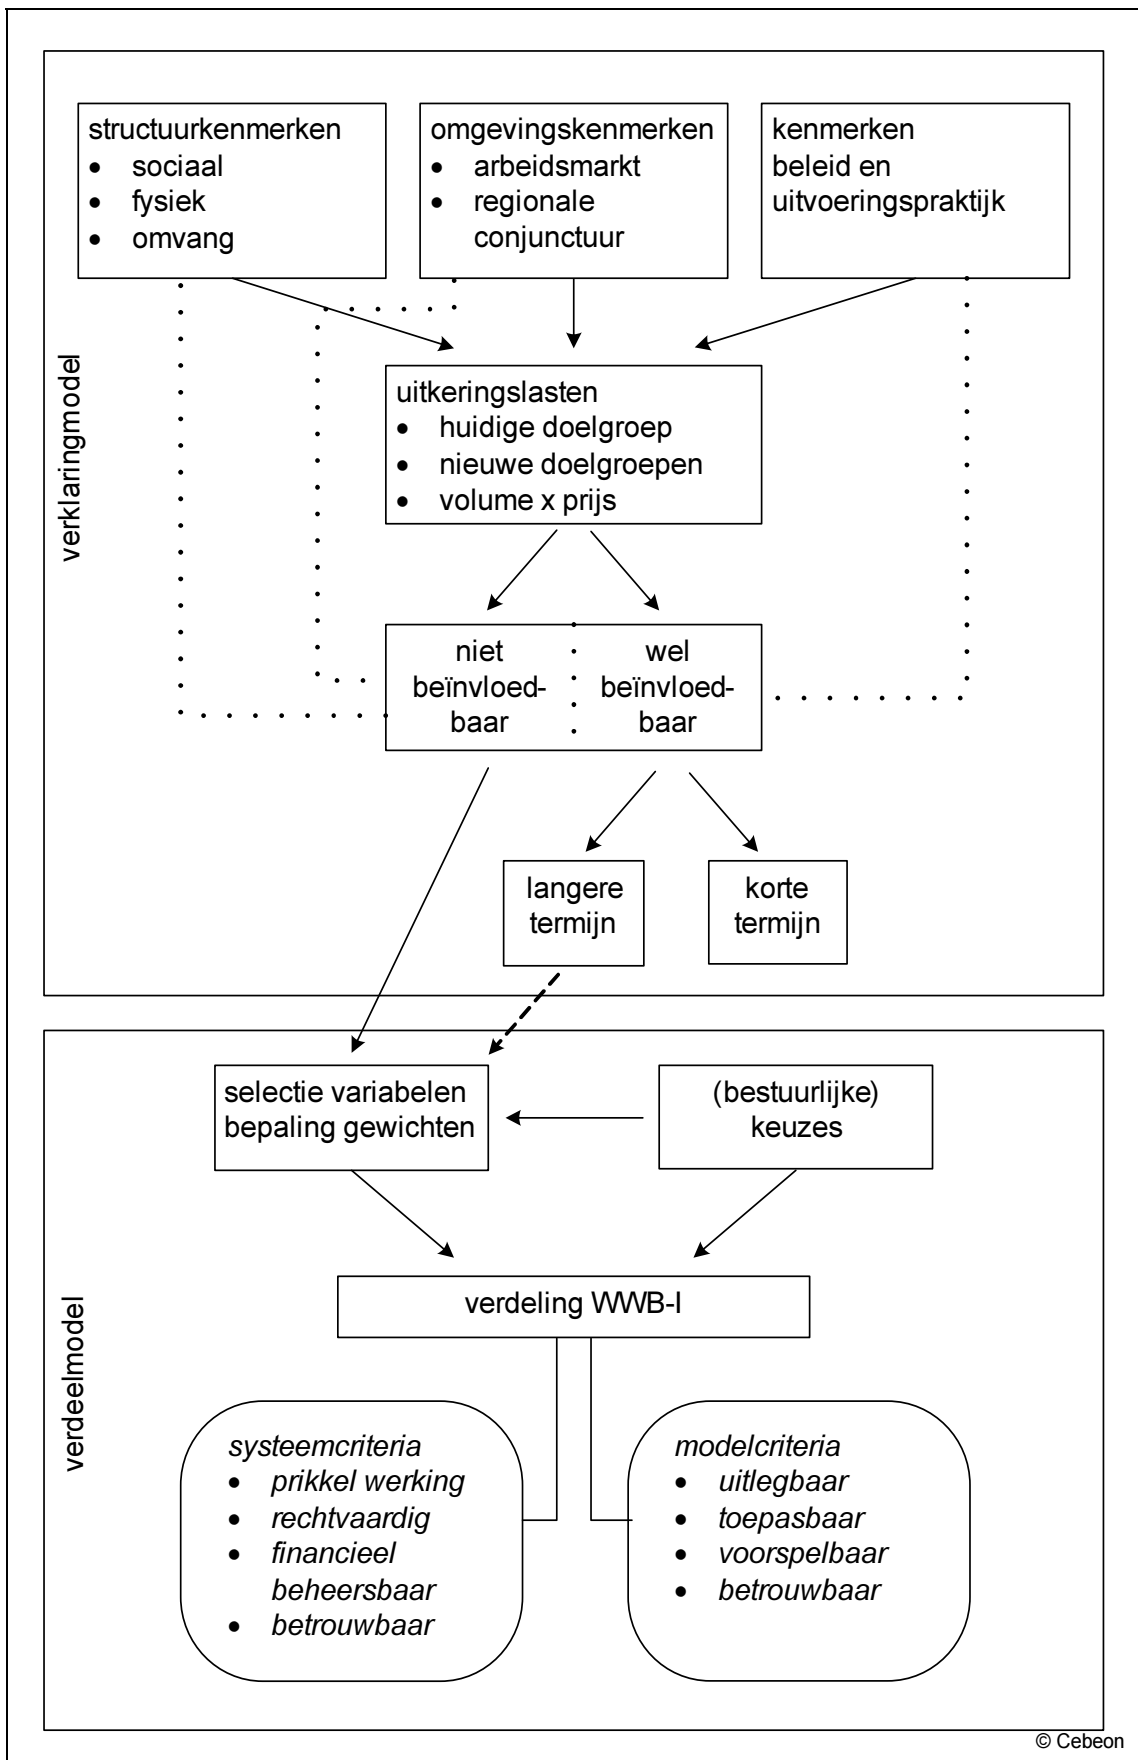 structuurkenmerken
• sociaal
• fysiek
• omvang
omgevingskenmerken
• arbeidsmarkt
• regionale
conjunctuur
kenmerken
beleid en
uitvoeringspraktijk
verklaringmodel
uitkeringslasten
• huidige doelgroep
• nieuwe doelgroepen
• volume x prijs
niet
beïnvloed-
baar
wel
beïnvloed-
baar
langere
termijn
korte
termijn
selectie variabelen
bepaling gewichten
(bestuurlijke)
keuzes
verdeelmodel
verdeling WWB-I
systeemcriteria
• prikkel werking
• rechtvaardig
• financieel
beheersbaar
• betrouwbaar
modelcriteria
• uitlegbaar
• toepasbaar
• voorspelbaar
• betrouwbaar
© Cebeon